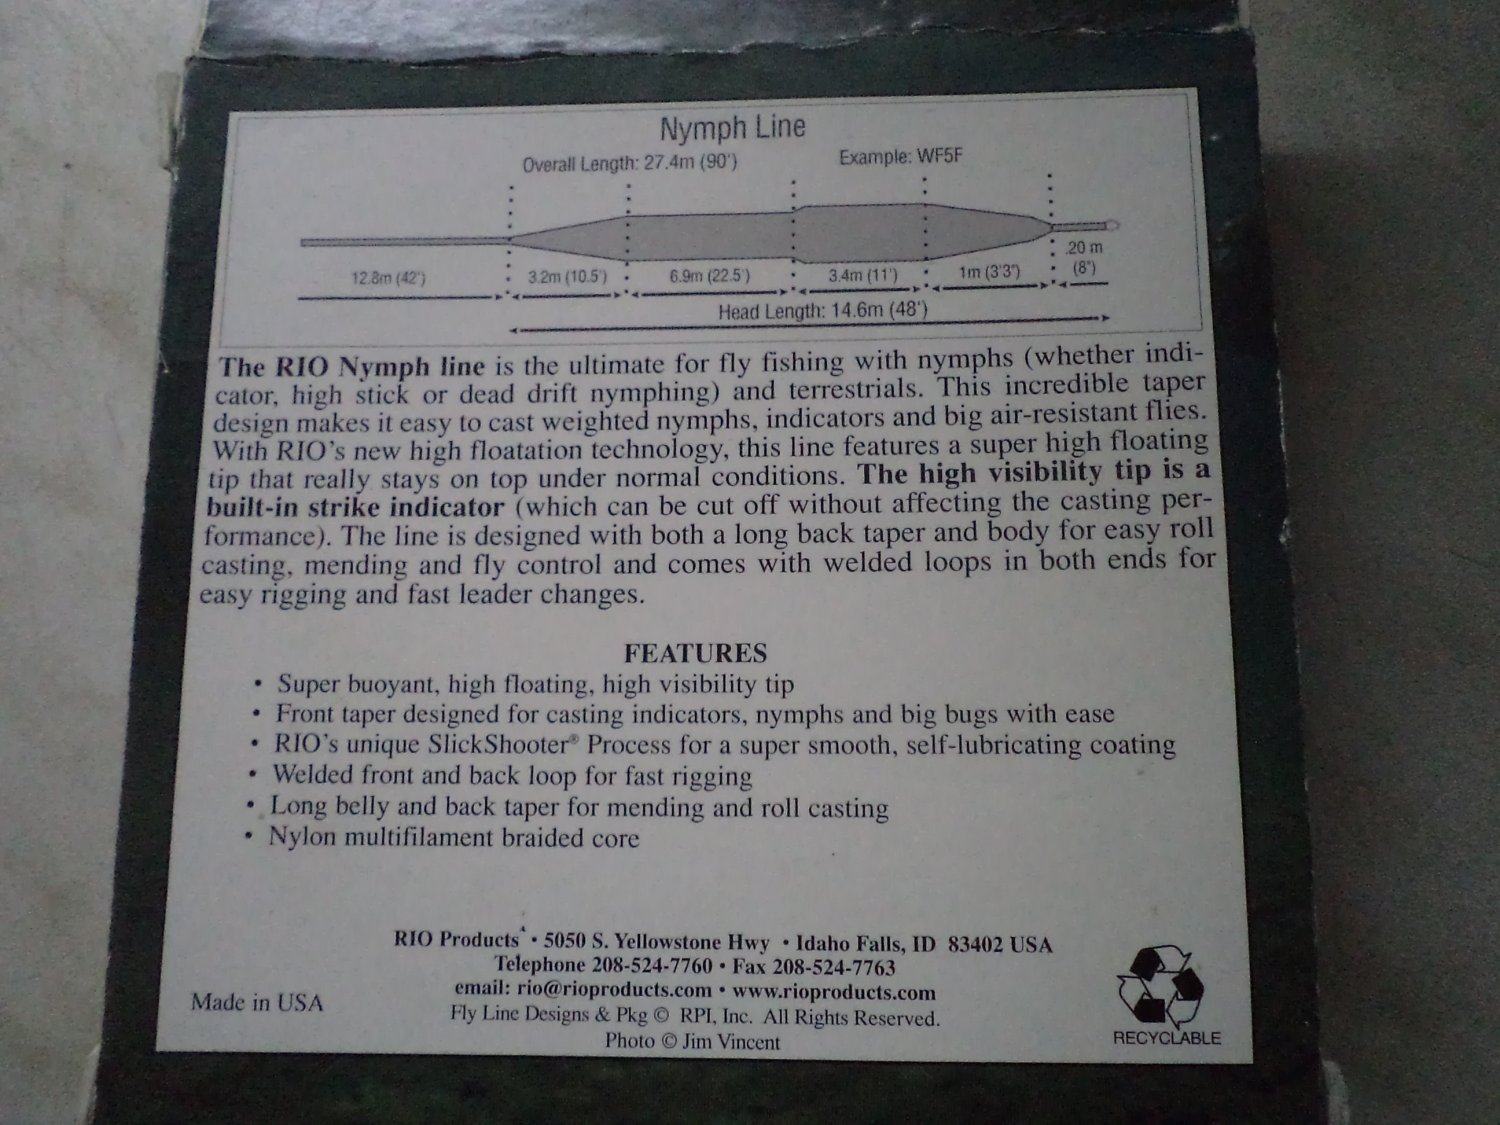 Nymph Line
Overall Length: 27.4m (90') Example: WF5F
12.8m (42') 3.2m (10.5') 6.9m (22.5') 3.4m (11') 1m (3'3") .20 m (8")
Head Length: 14.6m (48')
The RIO Nymph line is the ultimate for fly fishing with nymphs (whether indi-
cator, high stick or dead drift nymphing) and terrestrials. This incredible taper
design makes it easy to cast weighted nymphs, indicators and big air-resistant flies.
With RIO's new high floatation technology, this line features a super high floating
tip that really stays on top under normal conditions. The high visibility tip is a
built-in strike indicator (which can be cut off without affecting the casting per-
formance). The line is designed with both a long back taper and body for easy roll
casting, mending and fly control and comes with welded loops in both ends for
easy rigging and fast leader changes.
FEATURES
• Super buoyant, high floating, high visibility tip
• Front taper designed for casting indicators, nymphs and big bugs with ease
• RIO's unique SlickShooter® Process for a super smooth, self-lubricating coating
• Welded front and back loop for fast rigging
• Long belly and back taper for mending and roll casting
• Nylon multifilament braided core
RIO Products • 5050 S. Yellowstone Hwy • Idaho Falls, ID 83402 USA
Telephone 208-524-7760 • Fax 208-524-7763
email: rio@rioproducts.com • www.rioproducts.com
Fly Line Designs & Pkg © RPI, Inc. All Rights Reserved.
Photo © Jim Vincent
Made in USA
RECYCLABLE